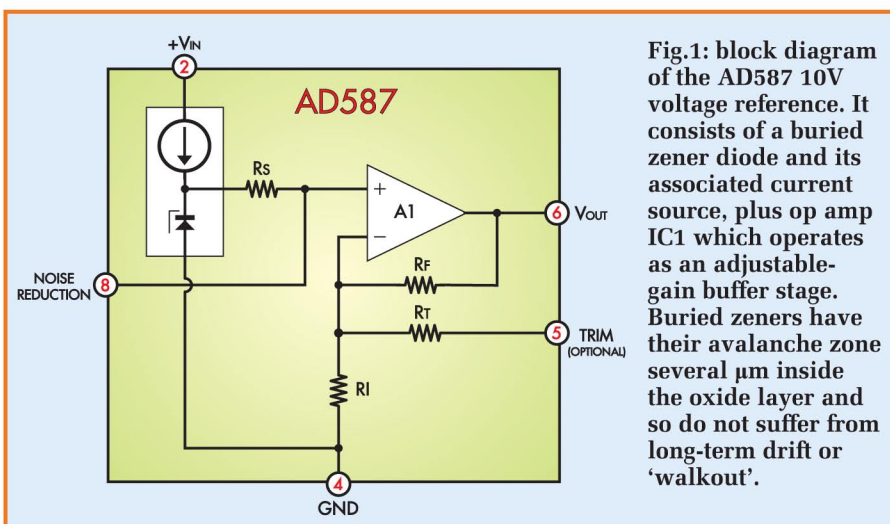 +VIN
2
AD587
RS
+
A1
−
6
VOUT
NOISE
REDUCTION
8
RF
RT
5
TRIM
(OPTIONAL)
RI
4
GND
Fig.1: block diagram
of the AD587 10V
voltage reference. It
consists of a buried
zener diode and its
associated current
source, plus op amp
IC1 which operates
as an adjustable-
gain buffer stage.
Buried zeners have
their avalanche zone
several µm inside
the oxide layer and
so do not suffer from
long-term drift or
‘walkout’.